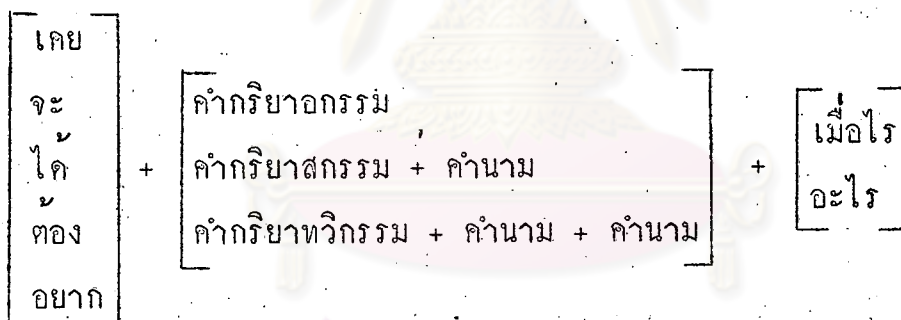 เคย
จะ
ได้
ต้อง
อยาก
+
คำกริยาอกรรม
คำกริยาสกรรม + คำนาม
คำกริยาทวิกรรม + คำนาม + คำนาม
+
เมื่อไร
อะไร